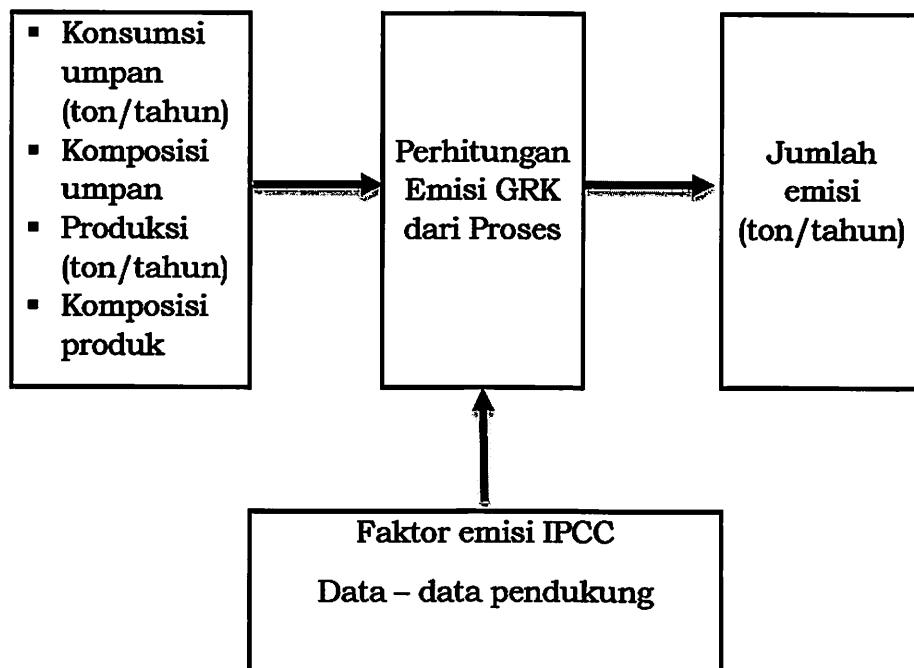 ▪ Konsumsi
umpan
(ton/tahun)
▪ Komposisi
umpan
▪ Produksi
(ton/tahun)
▪ Komposisi
produk
Perhitungan
Emisi GRK
dari Proses
Jumlah
emisi
(ton/tahun)
Faktor emisi IPCC
Data – data pendukung